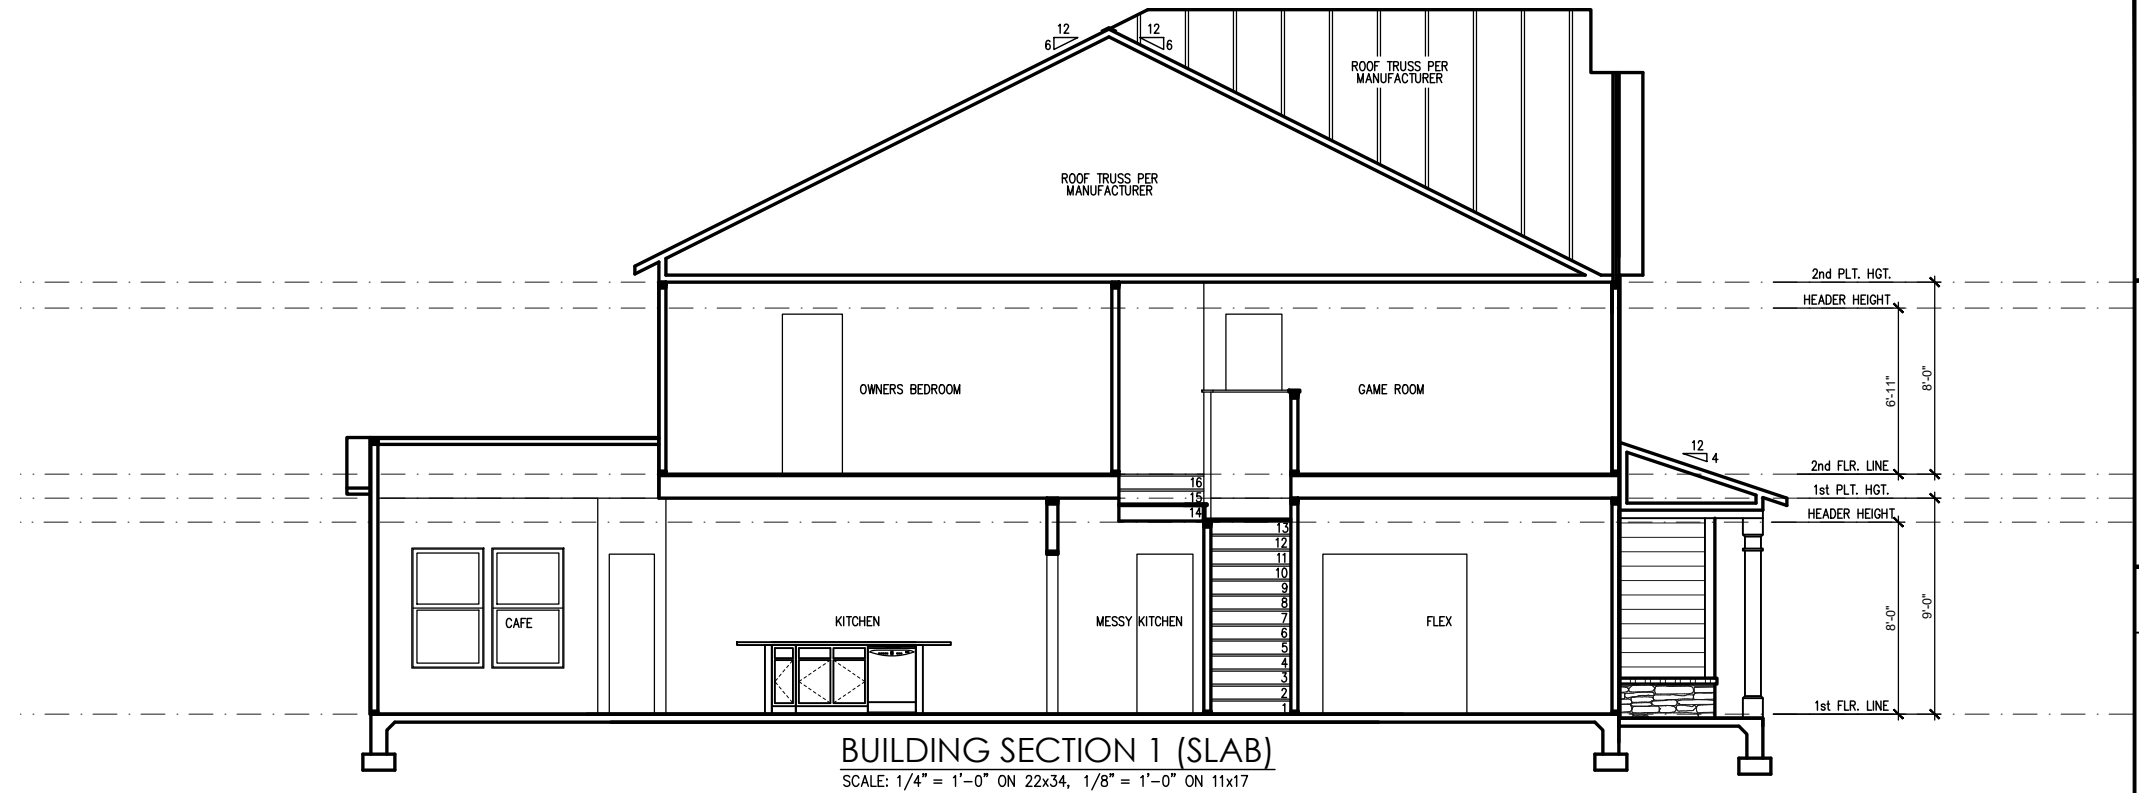 12
6
12
6
ROOF TRUSS PER
MANUFACTURER
ROOF TRUSS PER
MANUFACTURER
2nd PLT. HGT.
HEADER HEIGHT
6'-11"
8'-0"
OWNERS BEDROOM
GAME ROOM
12
4
2nd FLR. LINE
1st PLT. HGT.
HEADER HEIGHT
16
15
14
13
12
11
10
9
8
7
6
5
4
3
2
1
8'-0"
9'-0"
CAFE
KITCHEN
MESSY KITCHEN
FLEX
1st FLR. LINE
BUILDING SECTION 1 (SLAB)
SCALE: 1/4" = 1'-0" ON 22x34, 1/8" = 1'-0" ON 11x17